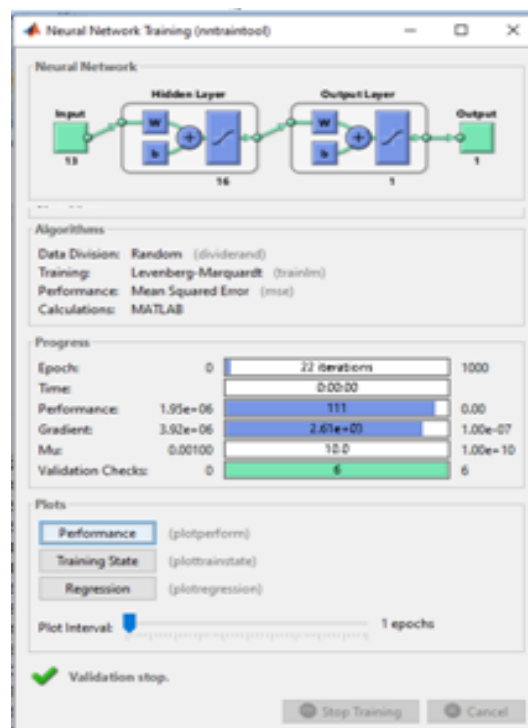 Neural Network Training (nntraintool)
Neural Network
Hidden Layer Output Layer
Input Output
W W
b b
+ +
13 1
16 1
Algorithms
Data Division: Random (dividerand)
Training: Levenberg-Marquardt (trainlm)
Performance: Mean Squared Error (mse)
Calculations: MATLAB
Progress
Epoch: 0 22 iterations 1000
Time: 0:00:00
Performance: 1.95e+06 111 0.00
Gradient: 3.92e+06 2.61e+03 1.00e-07
Mu: 0.00100 10.0 1.00e+10
Validation Checks: 0 6 6
Plots
Performance (plotperform)
Training State (plottrainstate)
Regression (plotregression)
Plot Interval: 1 epochs
Validation stop.
Stop Training Cancel